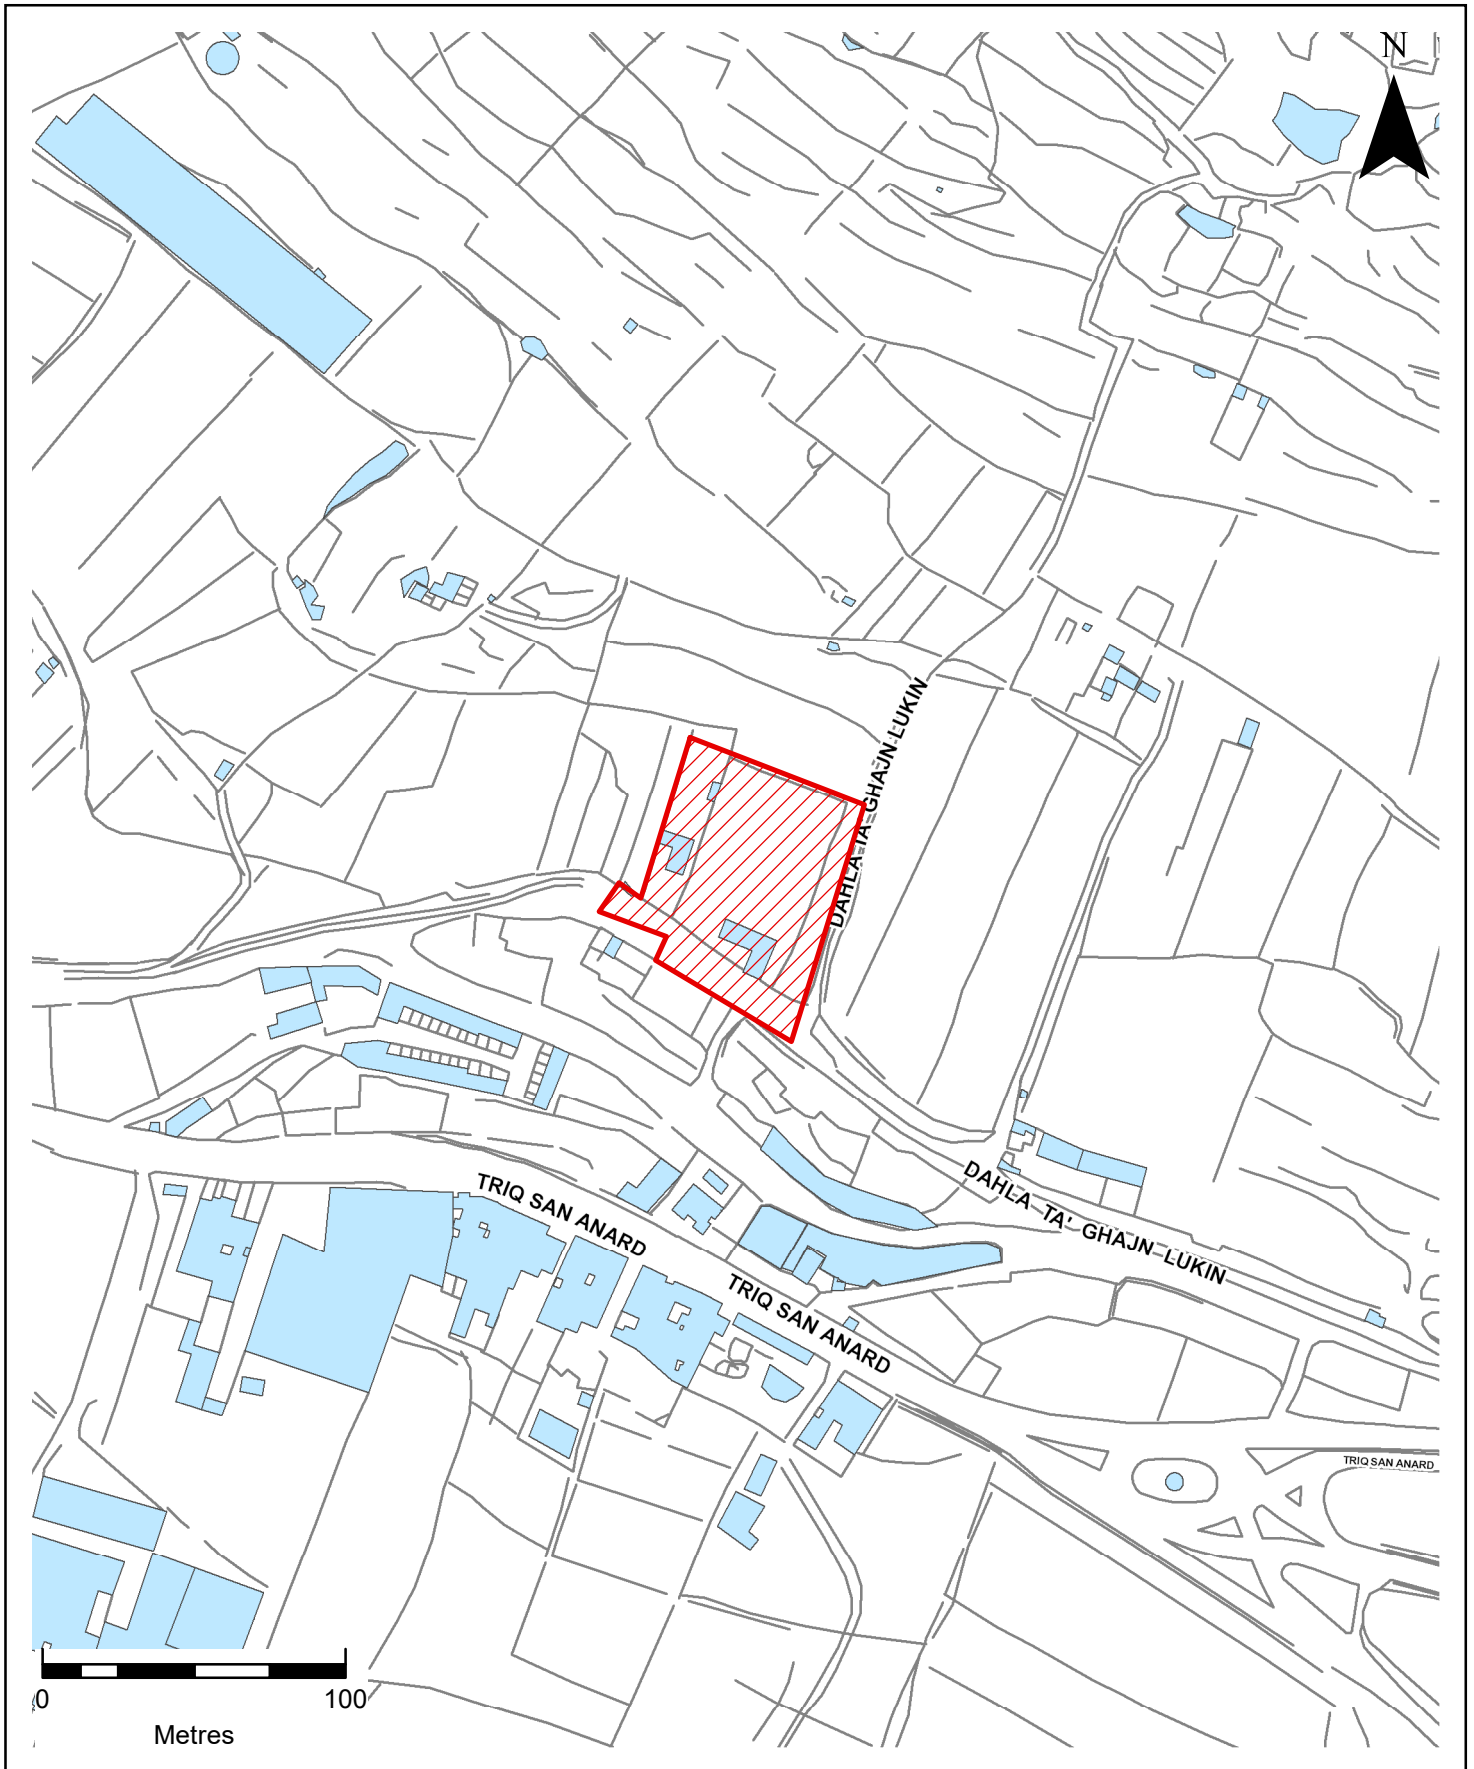 N
DAHLA TA' GHAJN LUKIN
TRIQ SAN ANARD
DAHLA TA' GHAJN LUKIN
TRIQ SAN ANARD
TRIQ SAN ANARD
0 100
Metres